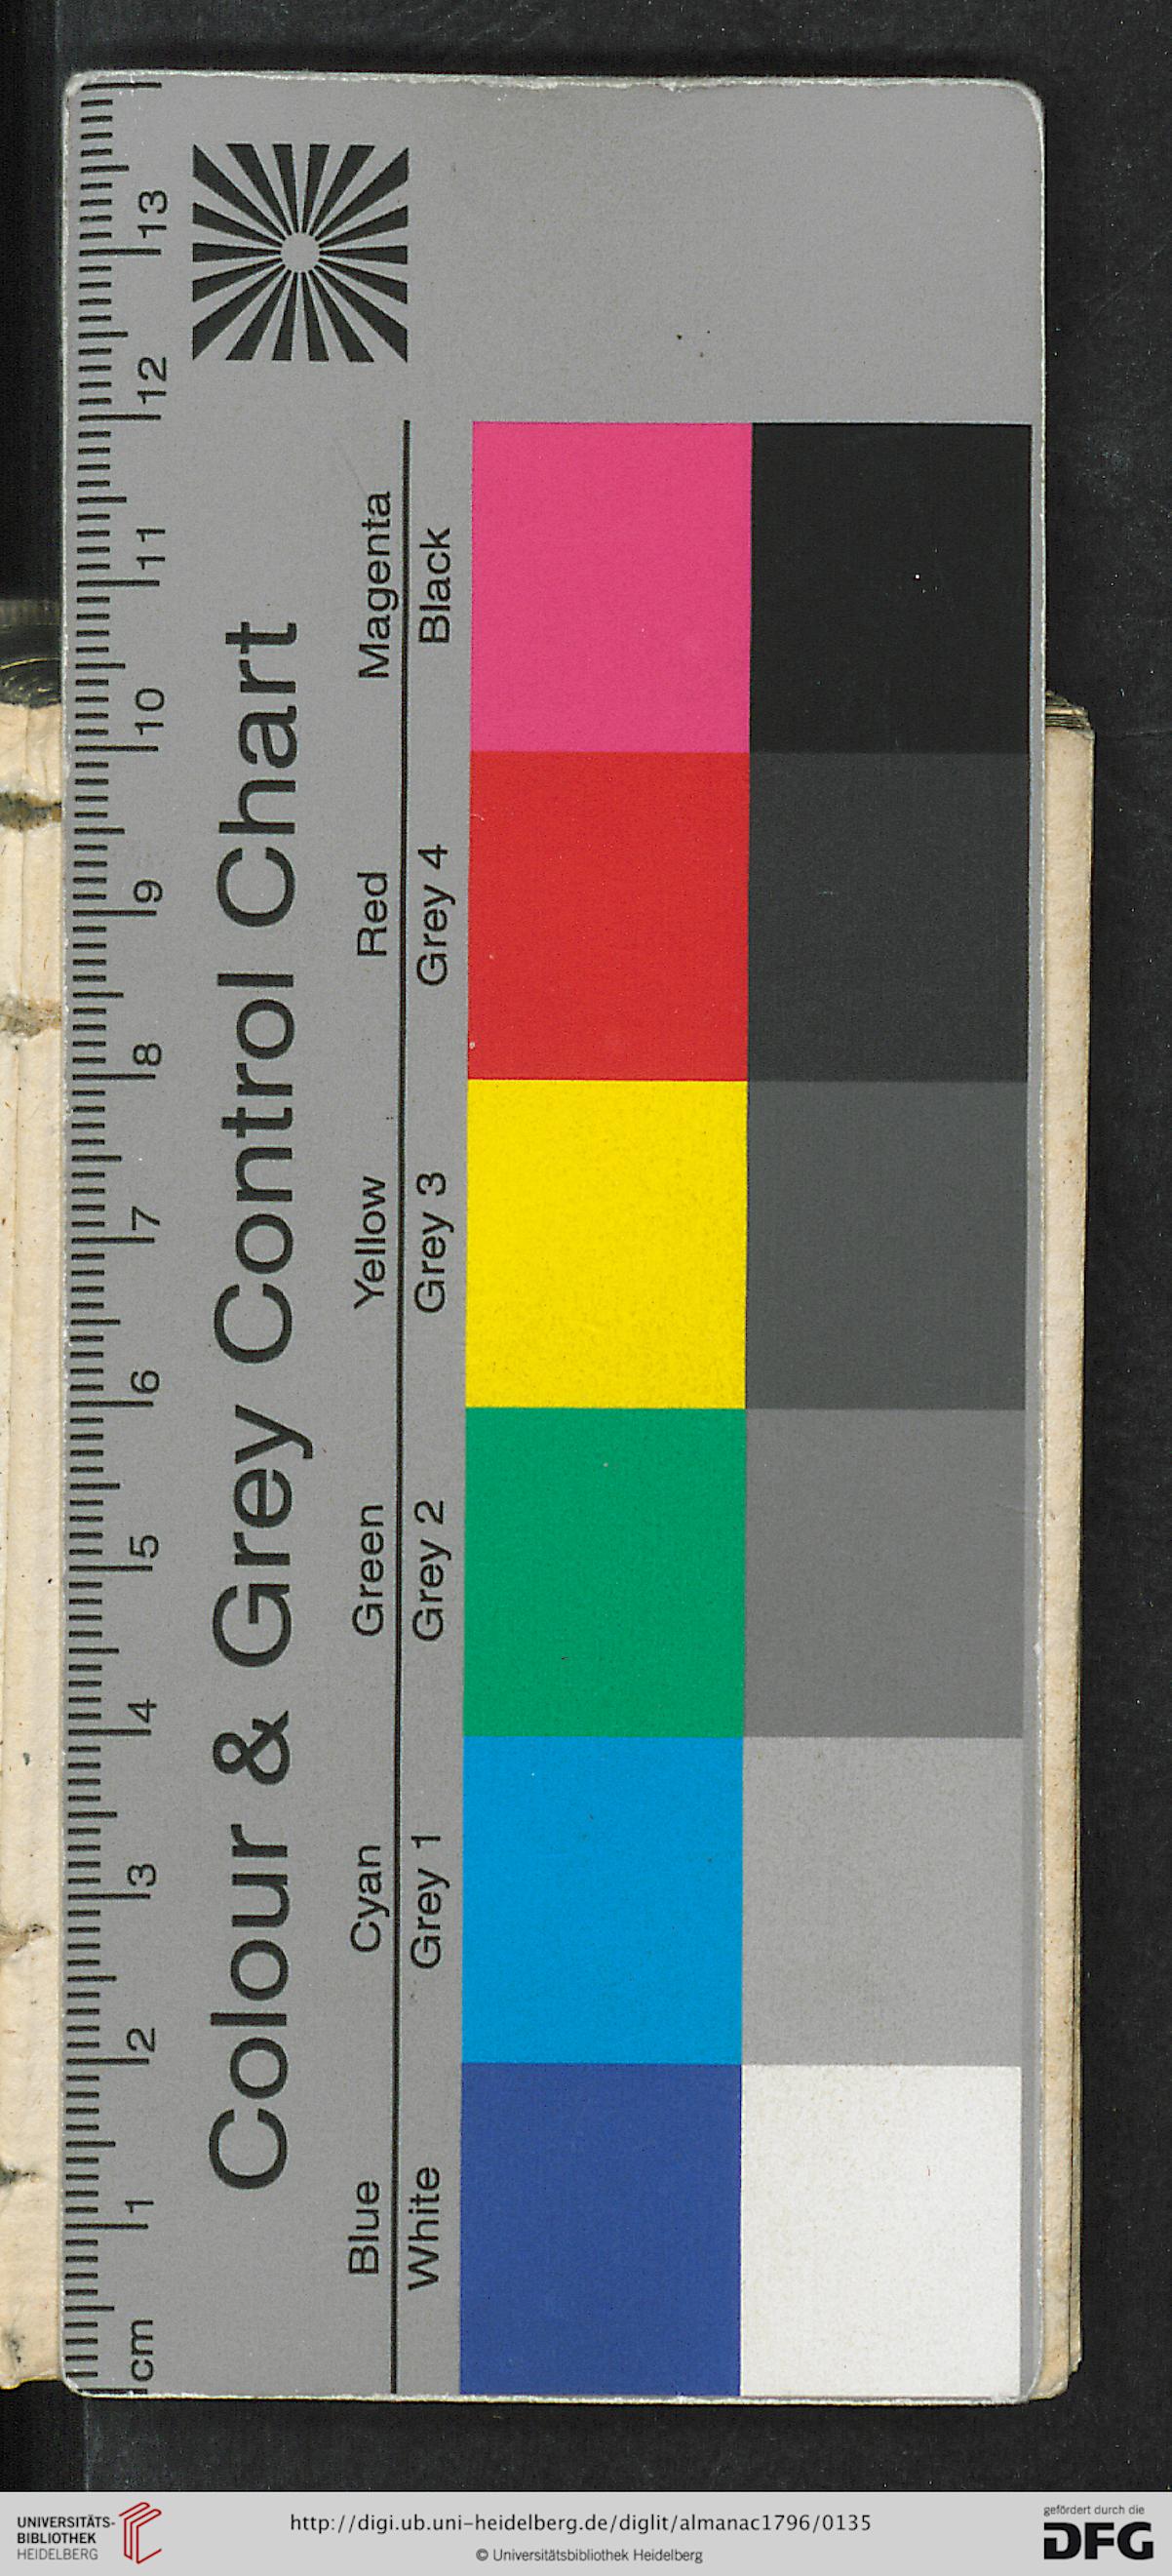 Colour & Grey Control Chart
cm 1 2 3 4 5 6 7 8 9 10 11 12 13
Blue Cyan Green Yellow Red Magenta
White Grey 1 Grey 2 Grey 3 Grey 4 Black
UNIVERSITÄTS-
BIBLIOTHEK
HEIDELBERG
http://digi.ub.uni-heidelberg.de/diglit/almanac1796/0135
© Universitätsbibliothek Heidelberg
gefördert durch die
DFG